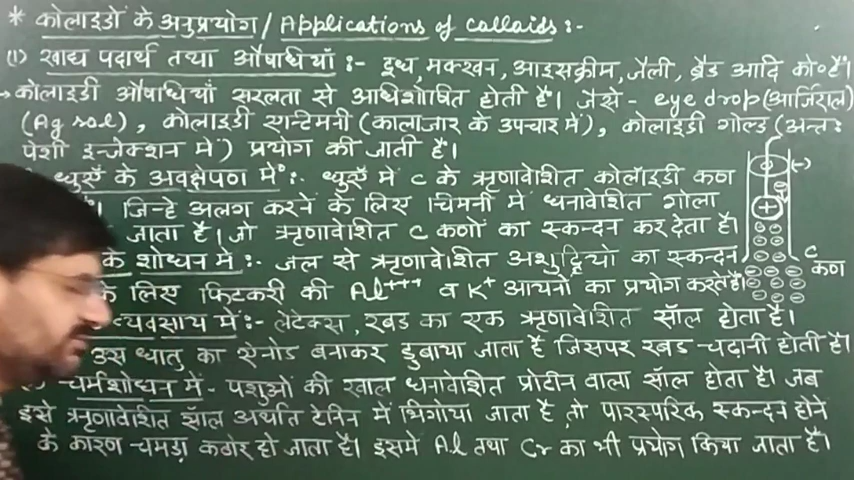 * कोलाइडों के अनुप्रयोग / Applications of colloids :-
(1) खाद्य पदार्थ तथा औषधियाँ :- दूध, मक्खन, आइसक्रीम, जैली, ब्रैड आदि को० हैं।
→ कोलाइडी औषधियाँ सरलता से अधिशोषित होती हैं। जैसे - eye drop (आर्जिराल)
(Ag sol), कोलाइडी एन्टिमनी (कालाजार के उपचार में), कोलाइडी गोल्ड (अन्तः
पेशी इन्जेक्शन में) प्रयोग की जाती हैं।
धुएँ के अवक्षेपण में :- धुएँ में C के ऋणावेशित कोलॉइडी कण
जिन्हे अलग करने के लिए चिमनी में धनावेशित गोला
जाता है। जो ऋणावेशित C कणों का स्कन्दन कर देता है।
के शोधन में :- जल से ऋणावेशित अशुद्धियों का स्कन्दन
के लिए फिटकरी की Al+++ व K+ आयनों का प्रयोग करते हैं।
व्यवसाय में :- लेटेक्स, रबड का एक ऋणावेशित सॉल होता है।
उस धातु का ऐनोड बनाकर डुबाया जाता है जिसपर रबड चढ़ानी होती है।
चर्मशोधन में - पशुओं की खाल धनावेशित प्रोटीन वाला सॉल होता है। जब
इसे ऋणावेशित सॉल अर्थात टेनिन में भिगोया जाता है, तो पारस्परिक स्कन्दन होने
के कारण चमड़ा कठोर हो जाता है। इसमें Al तथा Cr का भी प्रयोग किया जाता है।
(-)
+
C
कण